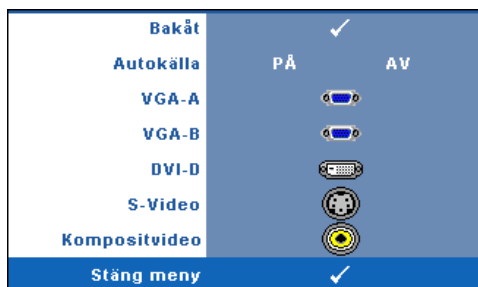 Bakåt
Autokälla PÅ AV
VGA-A
VGA-B
DVI-D
S-Video
Kompositvideo
Stäng meny